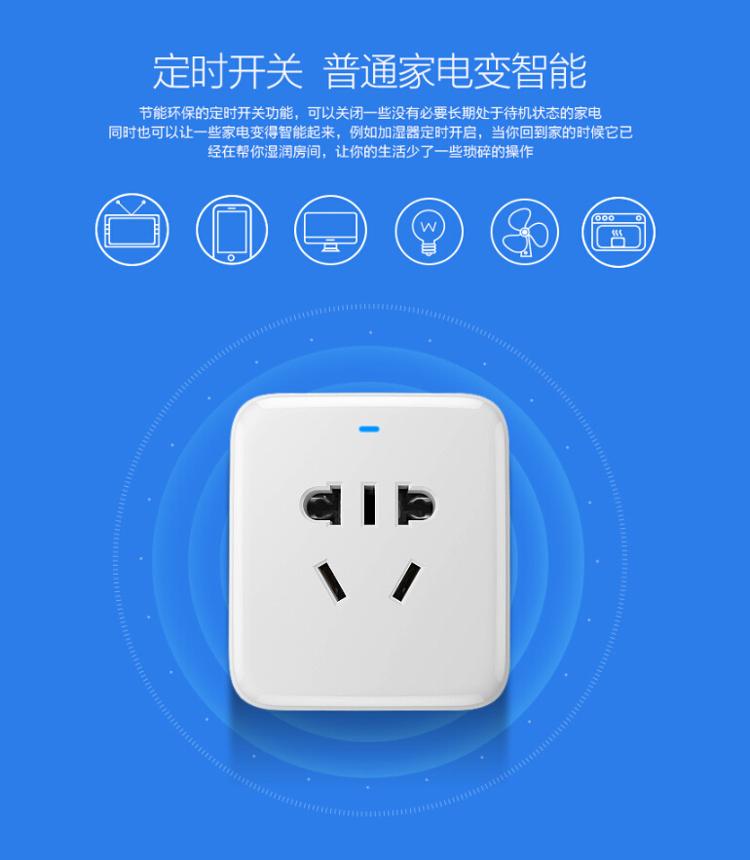 定时开关 普通家电变智能
节能环保的定时开关功能，可以关闭一些没有必要长期处于待机状态的家电
同时也可以让一些家电变得智能起来，例如加湿器定时开启，当你回到家的时候它已
经在帮你湿润房间，让你的生活少了一些琐碎的操作